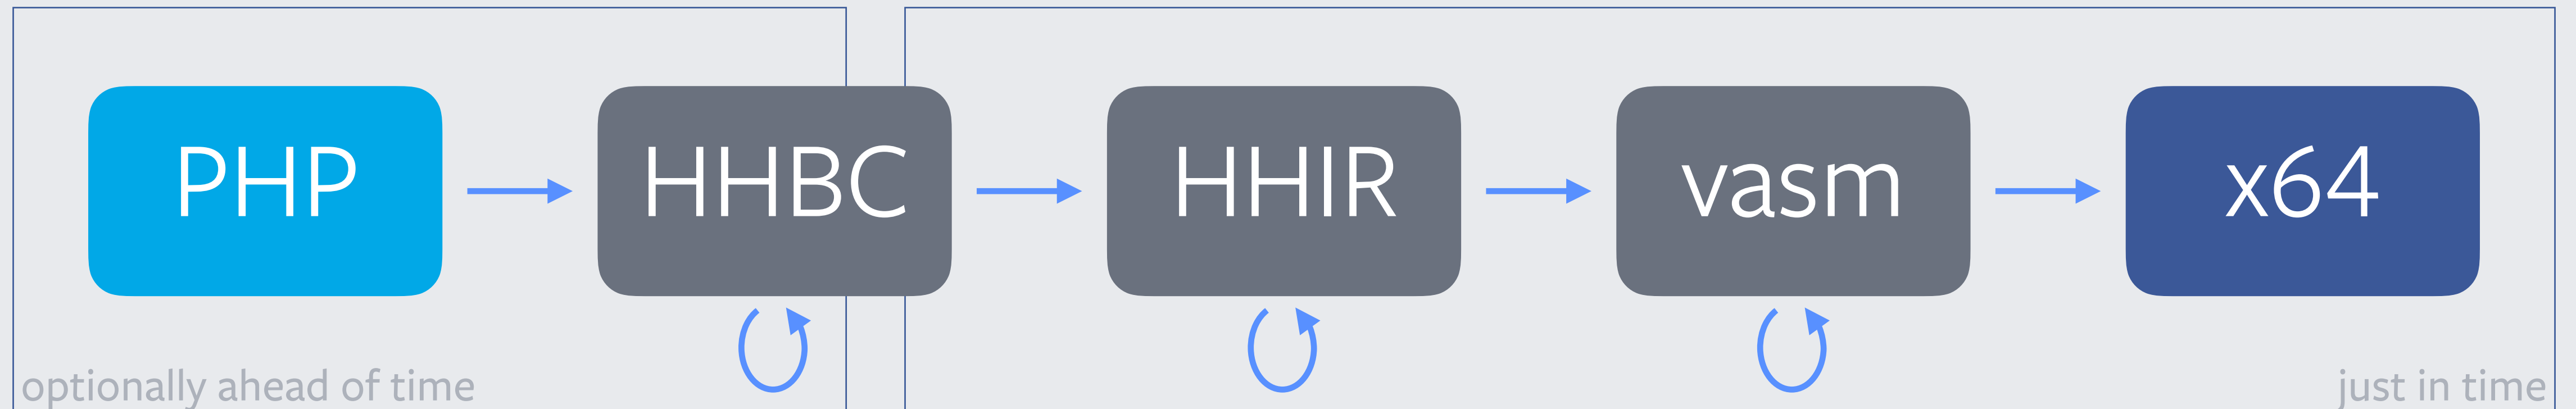 PHP
HHBC
HHIR
vasm
x64
optionally ahead of time
just in time